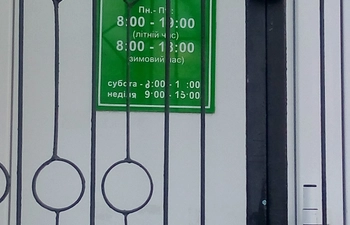 Пн.- Пт.
8:00 - 19:00
(літній час)
8:00 - 18:00
(зимовий час)
субота -
неділя 9:00 - 15:00